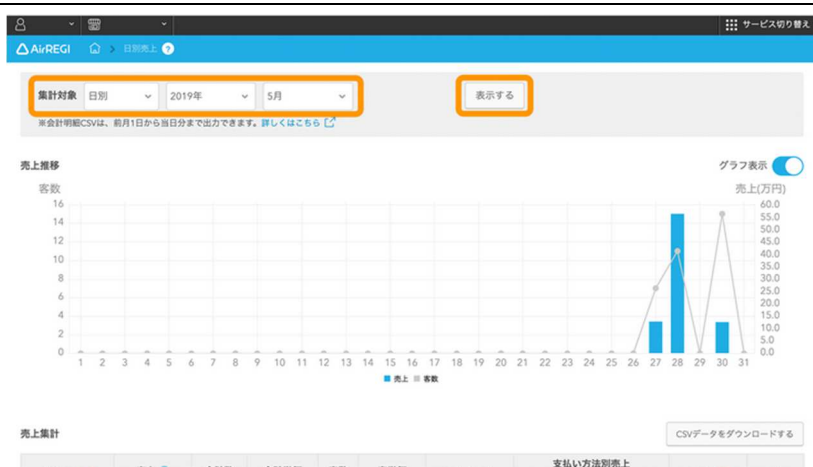 サービス切り替え
AirREGI > 日別売上 ?
集計対象 日別 2019年 5月 表示する
※会計明細CSVは、前月1日から当日分まで出力できます。詳しくはこちら
売上推移 グラフ表示
客数 売上(万円)
16 60.0
14 55.0
50.0
12 45.0
10 40.0
35.0
8 30.0
6 25.0
20.0
4 15.0
2 10.0
5.0
0 0.0
1 2 3 4 5 6 7 8 9 10 11 12 13 14 15 16 17 18 19 20 21 22 23 24 25 26 27 28 29 30 31
売上 客数
売上集計 CSVデータをダウンロードする
支払い方法別売上